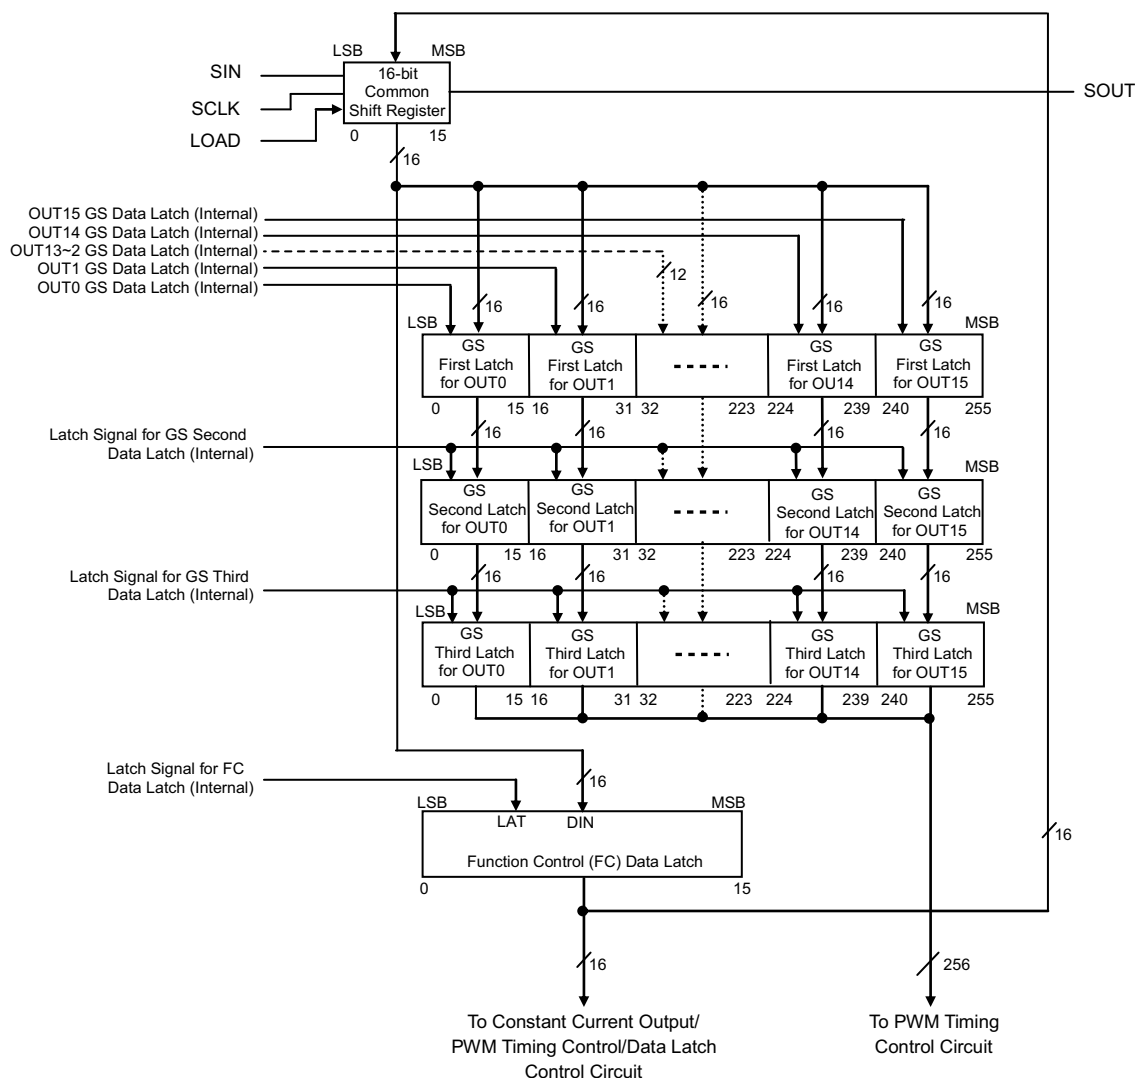 LSB MSB
SIN
16-bit
Common
Shift Register
SOUT
SCLK
LOAD
0 15
16
OUT15 GS Data Latch (Internal)
OUT14 GS Data Latch (Internal)
OUT13~2 GS Data Latch (Internal)
OUT1 GS Data Latch (Internal)
OUT0 GS Data Latch (Internal)
12
16 16 16 16 16
LSB MSB
GS
First Latch
for OUT0
GS
First Latch
for OUT1
GS
First Latch
for OU14
GS
First Latch
for OUT15
0 15 16 31 32 223 224 239 240 255
16 16 16 16
Latch Signal for GS Second
Data Latch (Internal)
LSB MSB
GS
Second Latch
for OUT0
GS
Second Latch
for OUT1
GS
Second Latch
for OUT14
GS
Second Latch
for OUT15
0 15 16 31 32 223 224 239 240 255
16 16 16 16
Latch Signal for GS Third
Data Latch (Internal)
LSB MSB
GS
Third Latch
for OUT0
GS
Third Latch
for OUT1
GS
Third Latch
for OUT14
GS
Third Latch
for OUT15
0 15 16 31 32 223 224 239 240 255
Latch Signal for FC
Data Latch (Internal)
16
LSB MSB
LAT DIN
Function Control (FC) Data Latch
0 15
16
16
256
To Constant Current Output/
PWM Timing Control/Data Latch
Control Circuit
To PWM Timing
Control Circuit